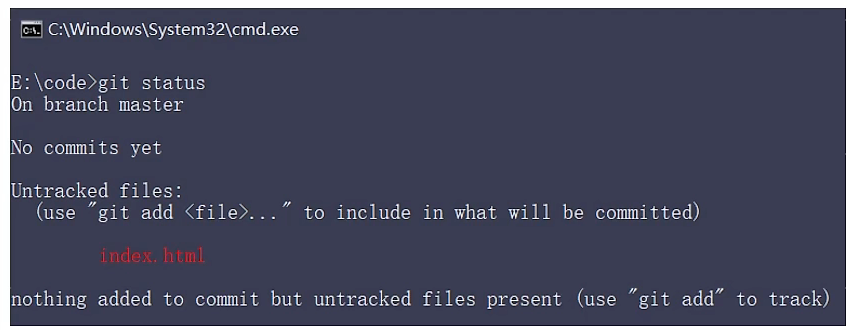 C:\Windows\System32\cmd.exe
E:\code>git status
On branch master
No commits yet
Untracked files:
(use "git add <file>..." to include in what will be committed)
index.html
nothing added to commit but untracked files present (use "git add" to track)